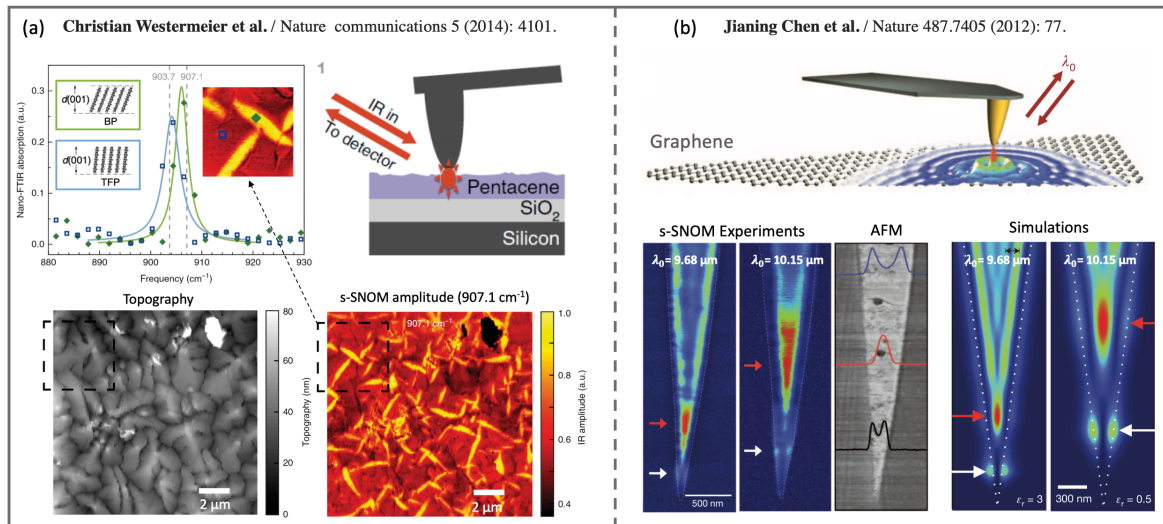 (a) Christian Westermeier et al. / Nature communications 5 (2014): 4101.
903.7 907.1
0.3
0.2
0.1
0.0
Nano-FTIR absorption (a.u.)
d(001)
BP
d(001)
TFP
880 890 900 910 920 930
Frequency (cm⁻¹)
1
IR in
To detector
Pentacene
SiO₂
Silicon
Topography
80
60
40
20
0
Topography (nm)
2 µm
s-SNOM amplitude (907.1 cm⁻¹)
907.1 cm⁻¹
1.0
0.8
0.6
0.4
IR amplitude (a.u.)
2 µm
(b) Jianing Chen et al. / Nature 487.7405 (2012): 77.
λ₀
Graphene
s-SNOM Experiments
λ₀= 9.68 µm
λ₀= 10.15 µm
500 nm
AFM
Simulations
λ₀= 9.68 µm
λ₀= 10.15 µm
εᵣ = 3
300 nm
εᵣ = 0.5